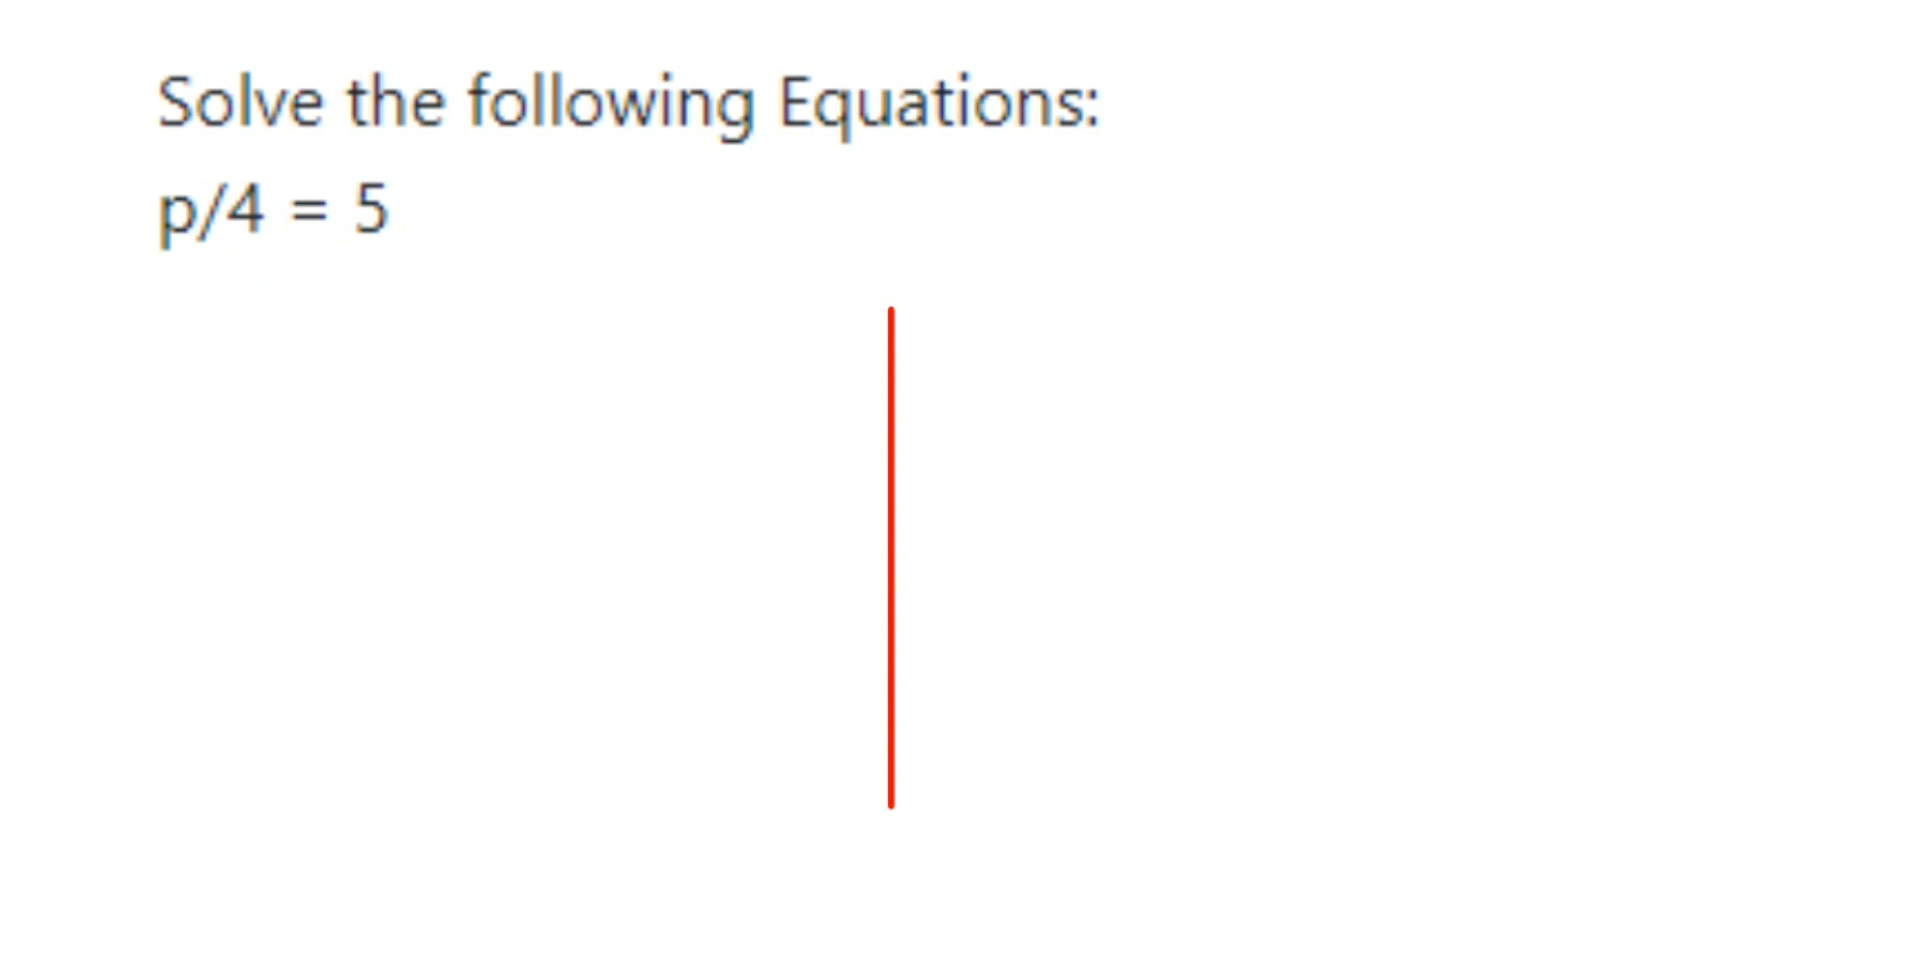 Solve the following Equations:
p/4 = 5